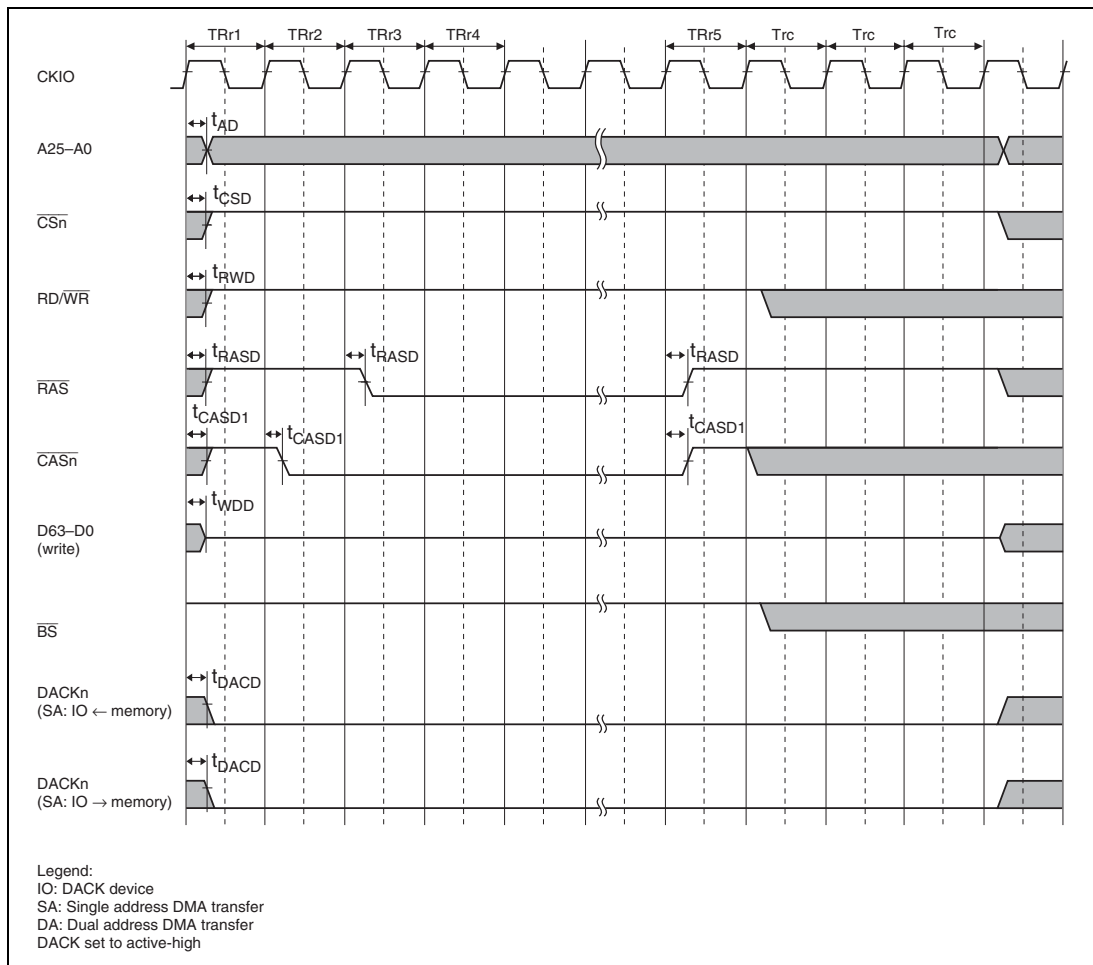 TRr1 TRr2 TRr3 TRr4 TRr5 Trc Trc Trc
CKIO
tAD
A25–A0
tCSD
CSn
tRWD
RD/WR
tRASD tRASD tRASD
RAS
tCASD1 tCASD1 tCASD1
CASn
tWDD
D63–D0
(write)
BS
tDACD
DACKn
(SA: IO ← memory)
tDACD
DACKn
(SA: IO → memory)
Legend:
IO: DACK device
SA: Single address DMA transfer
DA: Dual address DMA transfer
DACK set to active-high